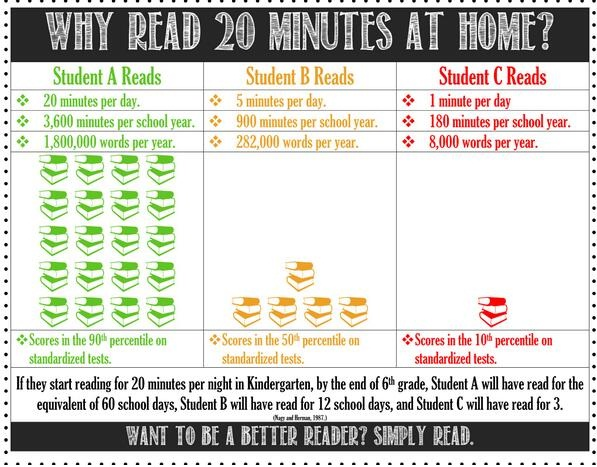 WHY READ 20 MINUTES AT HOME?
Student A Reads
❖ 20 minutes per day.
❖ 3,600 minutes per school year.
❖ 1,800,000 words per year.
❖Scores in the 90th percentile on
standardized tests.
Student B Reads
❖ 5 minutes per day.
❖ 900 minutes per school year.
❖ 282,000 words per year.
❖Scores in the 50th percentile on
standardized tests.
Student C Reads
❖ 1 minute per day
❖ 180 minutes per school year.
❖ 8,000 words per year.
❖Scores in the 10th percentile on
standardized tests.
If they start reading for 20 minutes per night in Kindergarten, by the end of 6th grade, Student A will have read for the
equivalent of 60 school days, Student B will have read for 12 school days, and Student C will have read for 3.
(Nagy and Herman, 1987.)
WANT TO BE A BETTER READER? SIMPLY READ.